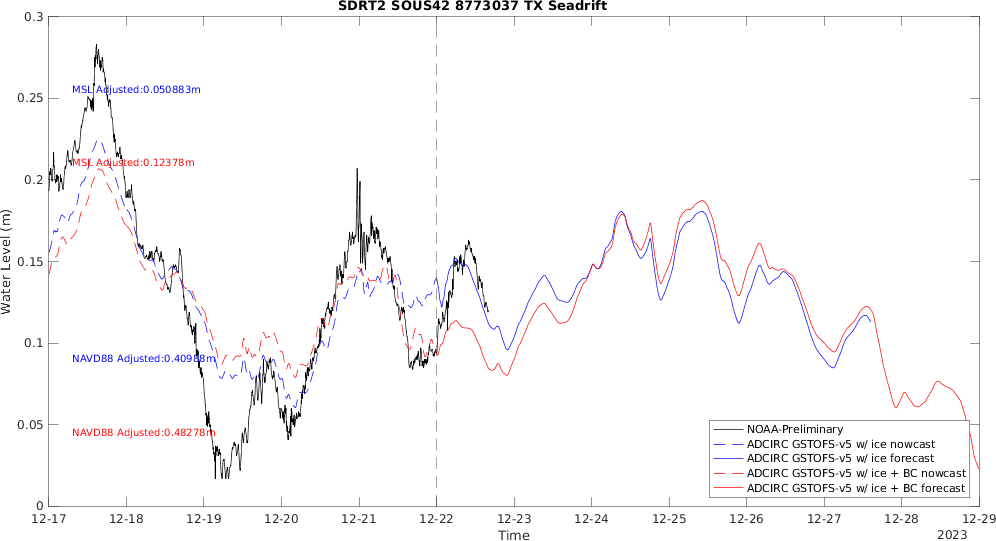 SDRT2 SOUS42 8773037 TX Seadrift
0.3
0.25
0.2
0.15
0.1
0.05
0
Water Level (m)
MSL Adjusted:0.050883m
MSL Adjusted:0.12378m
NAVD88 Adjusted:0.40988m
NAVD88 Adjusted:0.48278m
NOAA-Preliminary
ADCIRC GSTOFS-v5 w/ ice nowcast
ADCIRC GSTOFS-v5 w/ ice forecast
ADCIRC GSTOFS-v5 w/ ice + BC nowcast
ADCIRC GSTOFS-v5 w/ ice + BC forecast
12-17 12-18 12-19 12-20 12-21 12-22 12-23 12-24 12-25 12-26 12-27 12-28 12-29
Time
2023